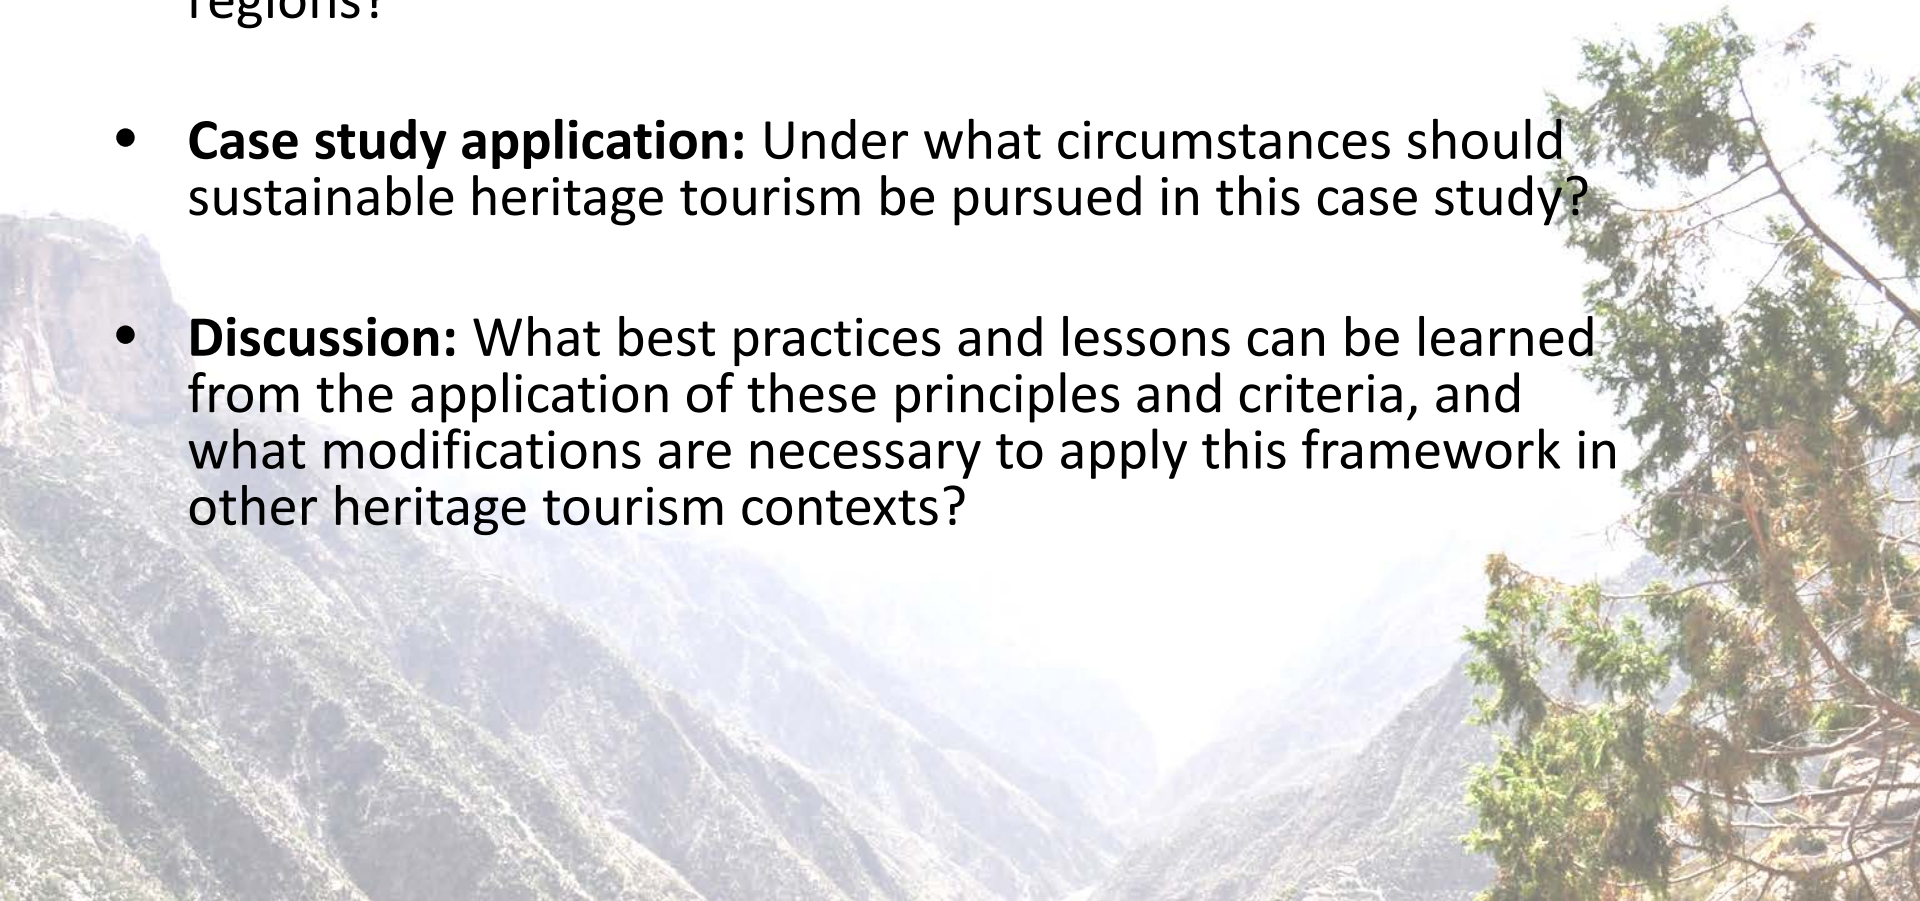 regions?
• Case study application: Under what circumstances should
sustainable heritage tourism be pursued in this case study?
• Discussion: What best practices and lessons can be learned
from the application of these principles and criteria, and
what modifications are necessary to apply this framework in
other heritage tourism contexts?